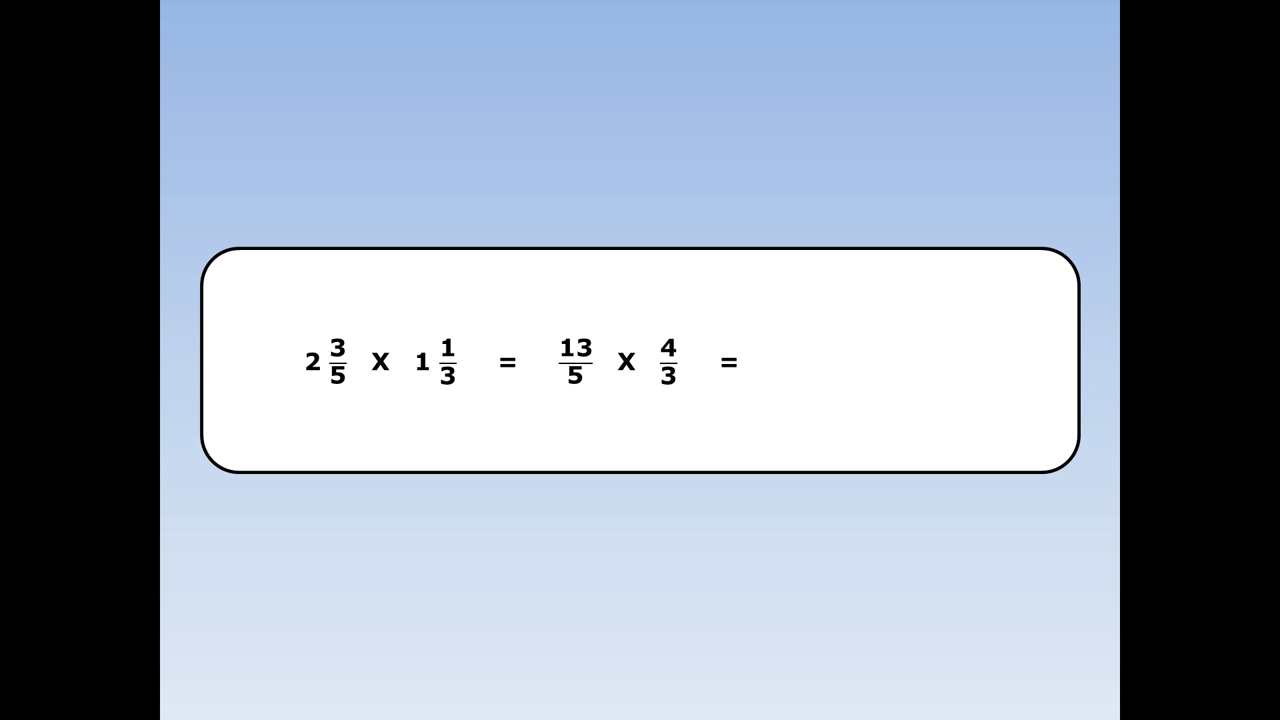 2 3/5 X 1 1/3 = 13/5 X 4/3 =